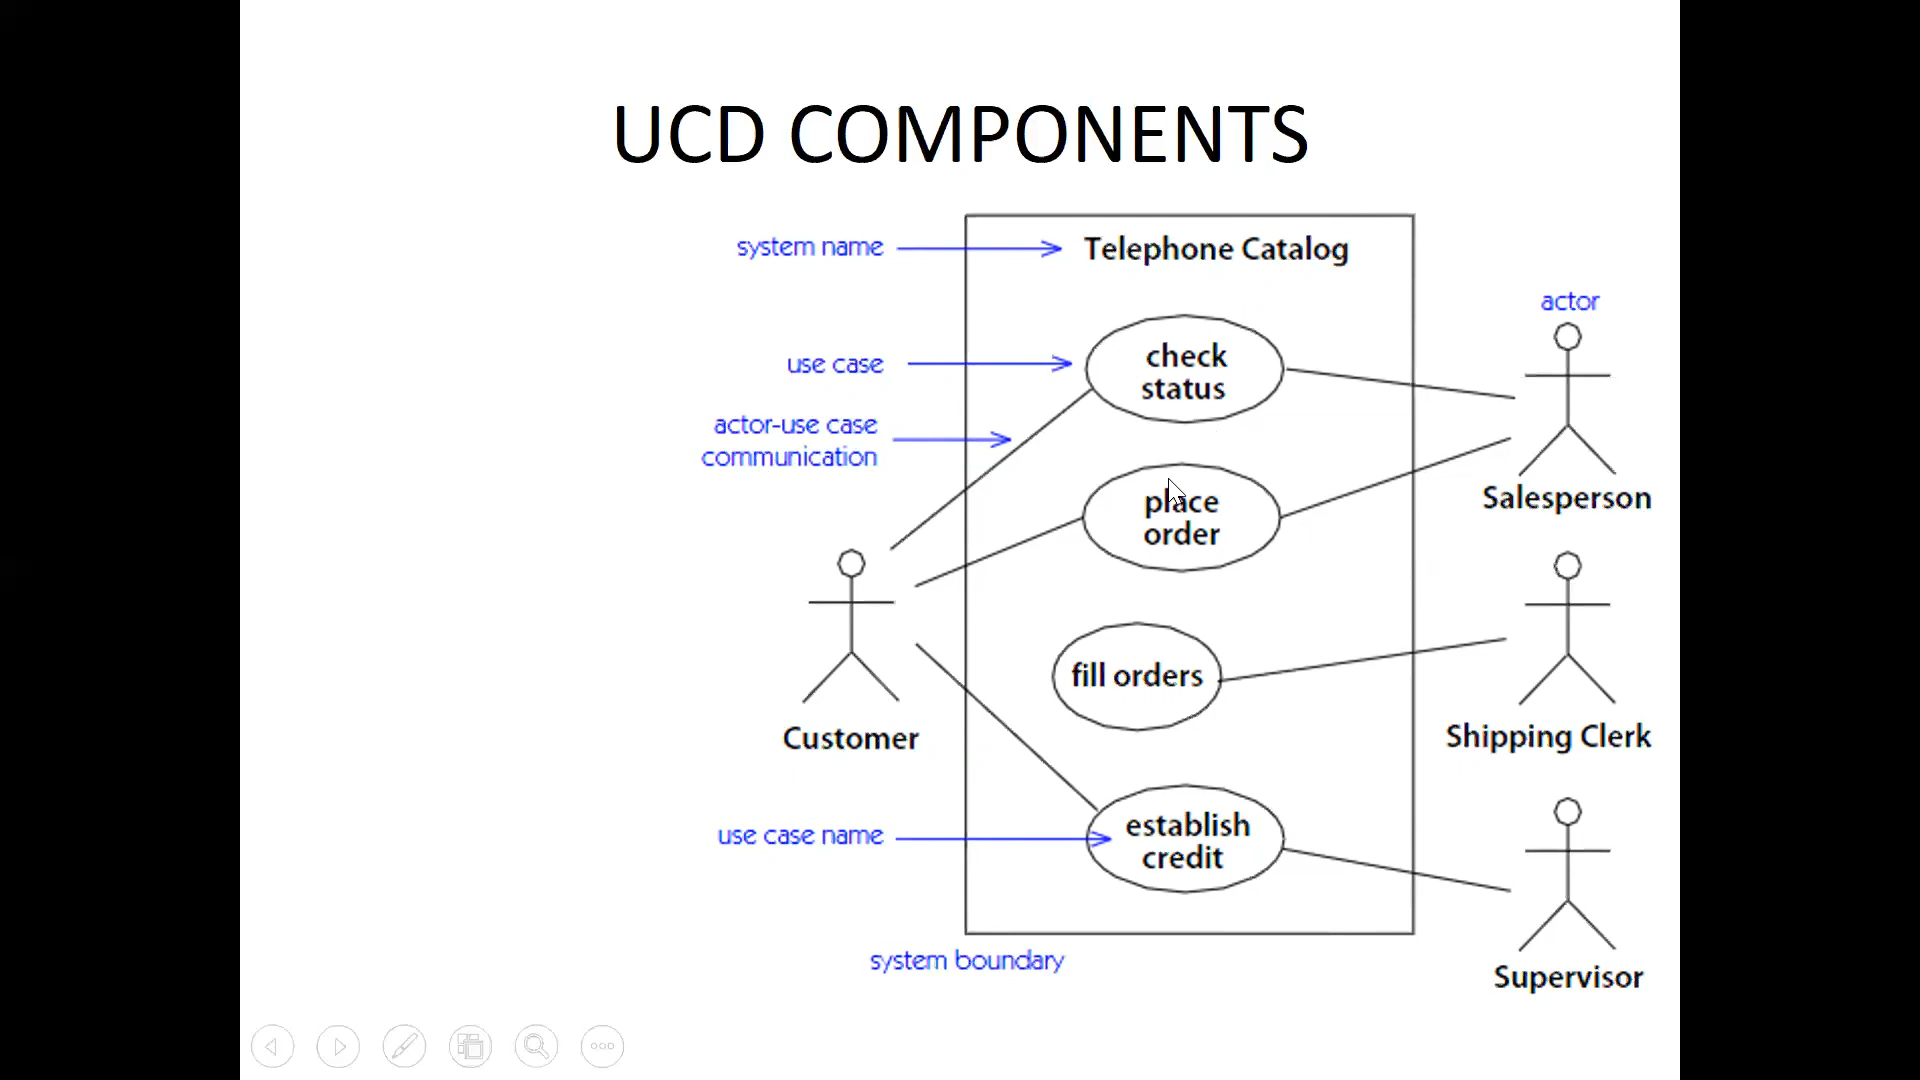 UCD COMPONENTS
system name
Telephone Catalog
actor
use case
check
status
actor-use case
communication
place
order
Salesperson
fill orders
Customer
Shipping Clerk
use case name
establish
credit
system boundary
Supervisor